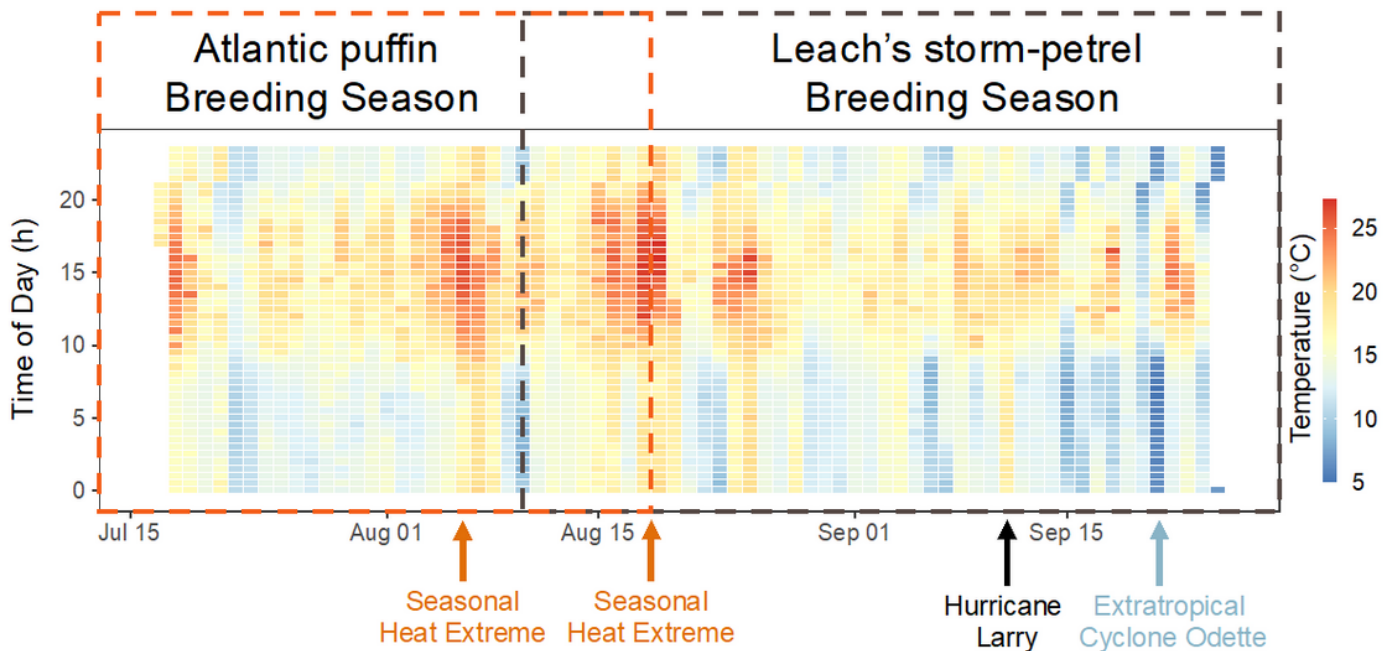 Atlantic puffin
Breeding Season
Leach's storm-petrel
Breeding Season
Time of Day (h)
20
15
10
5
0
Jul 15
Aug 01
Aug 15
Sep 01
Sep 15
Temperature (°C)
25
20
15
10
5
Seasonal
Heat Extreme
Seasonal
Heat Extreme
Hurricane
Larry
Extratropical
Cyclone Odette